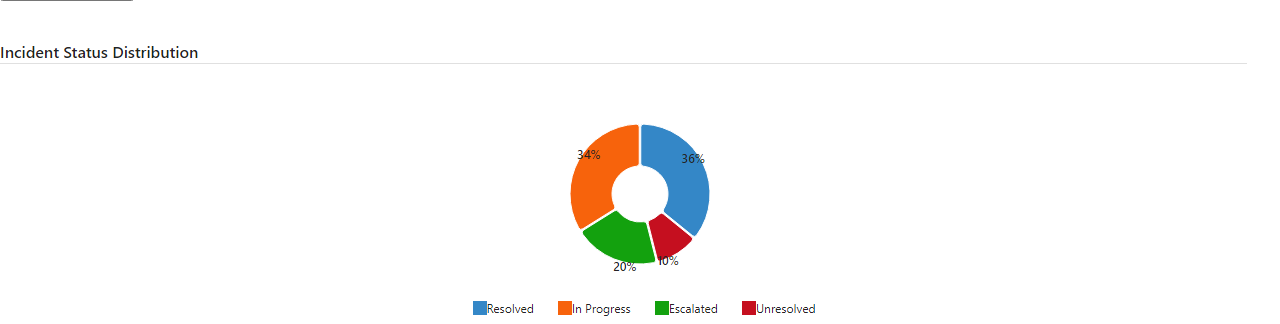 Incident Status Distribution
34%
36%
20%
10%
Resolved In Progress Escalated Unresolved